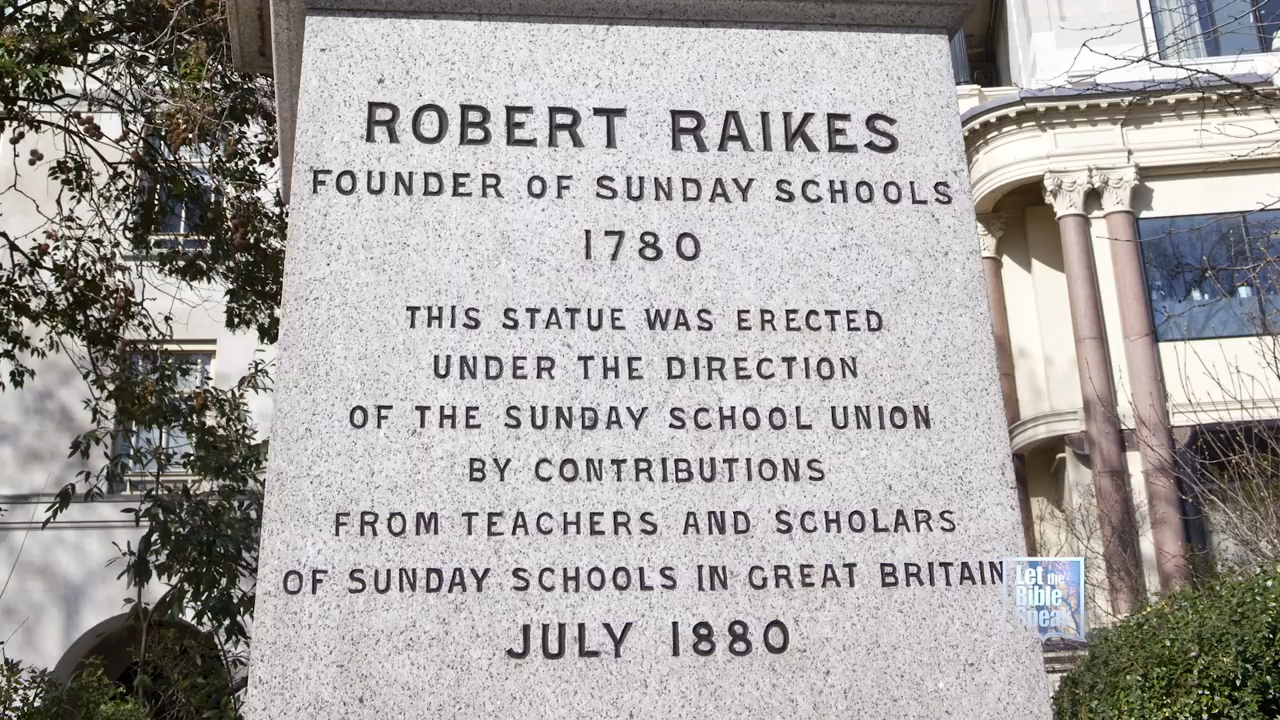 ROBERT RAIKES
FOUNDER OF SUNDAY SCHOOLS
1780
THIS STATUE WAS ERECTED
UNDER THE DIRECTION
OF THE SUNDAY SCHOOL UNION
BY CONTRIBUTIONS
FROM TEACHERS AND SCHOLARS
OF SUNDAY SCHOOLS IN GREAT BRITAIN
JULY 1880
Let the
Bible
Speak